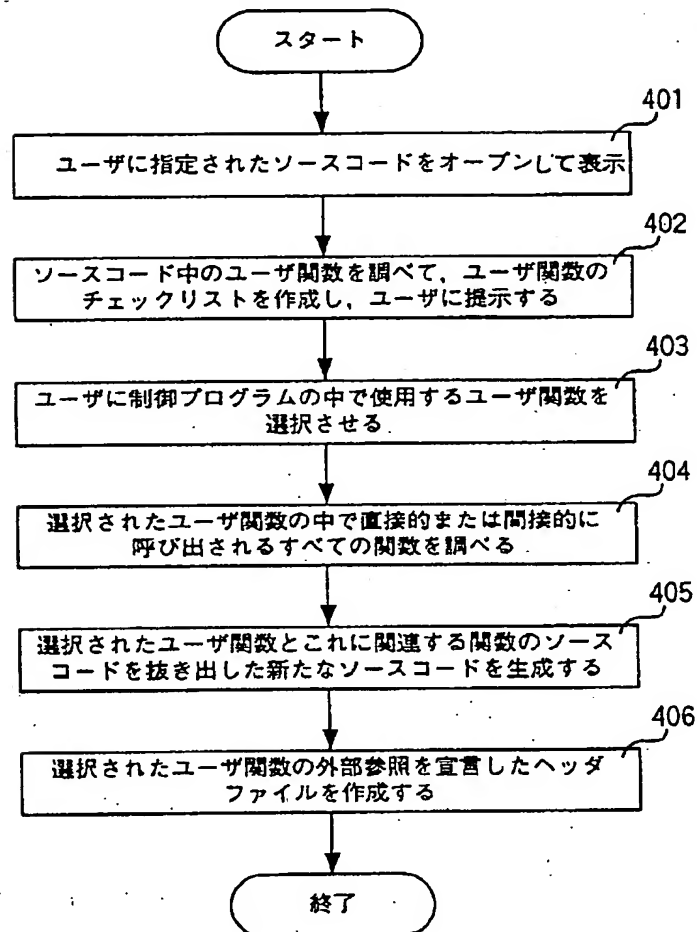 スタート
401
ユーザに指定されたソースコードをオープンして表示
402
ソースコード中のユーザ関数を調べて，ユーザ関数の
チェックリストを作成し，ユーザに提示する
403
ユーザに制御プログラムの中で使用するユーザ関数を
選択させる
404
選択されたユーザ関数の中で直接的または間接的に
呼び出されるすべての関数を調べる
405
選択されたユーザ関数とこれに関連する関数のソース
コードを抜き出した新たなソースコードを生成する
406
選択されたユーザ関数の外部参照を宣言したヘッダ
ファイルを作成する
終了